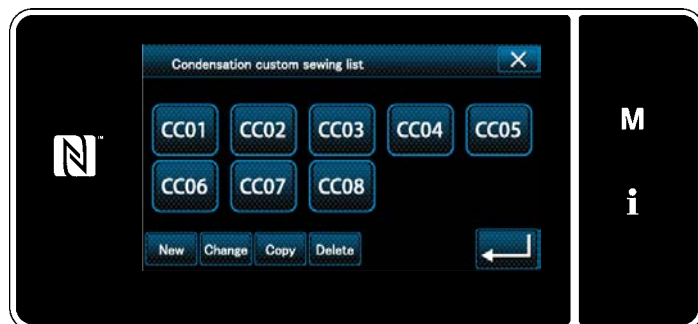 Condensation custom sewing list
CC01 CC02 CC03 CC04 CC05
CC06 CC07 CC08
New Change Copy Delete
M
i